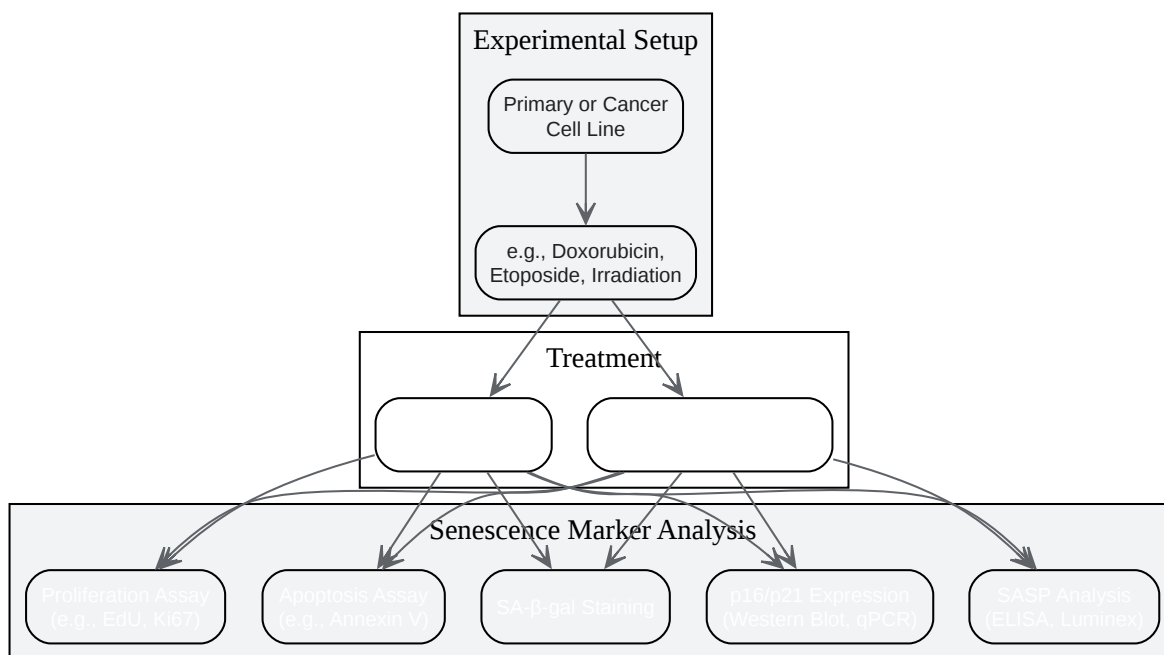 Experimental Setup
Primary or Cancer
Cell Line
e.g., Doxorubicin,
Etoposide, Irradiation
Treatment
Senescence Marker Analysis
Proliferation Assay
(e.g., EdU, Ki67)
Apoptosis Assay
(e.g., Annexin V)
SA-β-gal Staining
p16/p21 Expression
(Western Blot, qPCR)
SASP Analysis
(ELISA, Luminex)